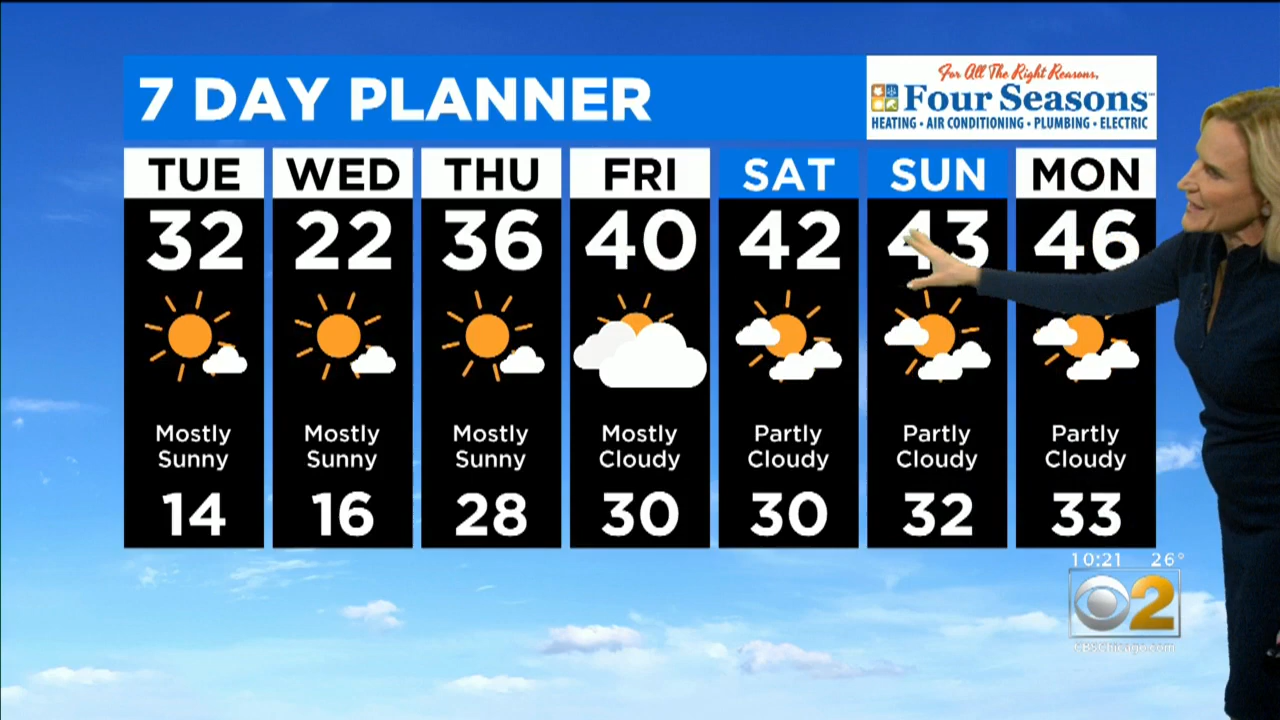 7 DAY PLANNER
For All The Right Reasons,
Four Seasons
HEATING • AIR CONDITIONING • PLUMBING • ELECTRIC
TUE WED THU FRI SAT SUN MON
32 22 36 40 42 43 46
Mostly Sunny
Mostly Sunny
Mostly Sunny
Mostly Cloudy
Partly Cloudy
Partly Cloudy
Partly Cloudy
14 16 28 30 30 32 33
10:21 26°
2
CBSChicago.com